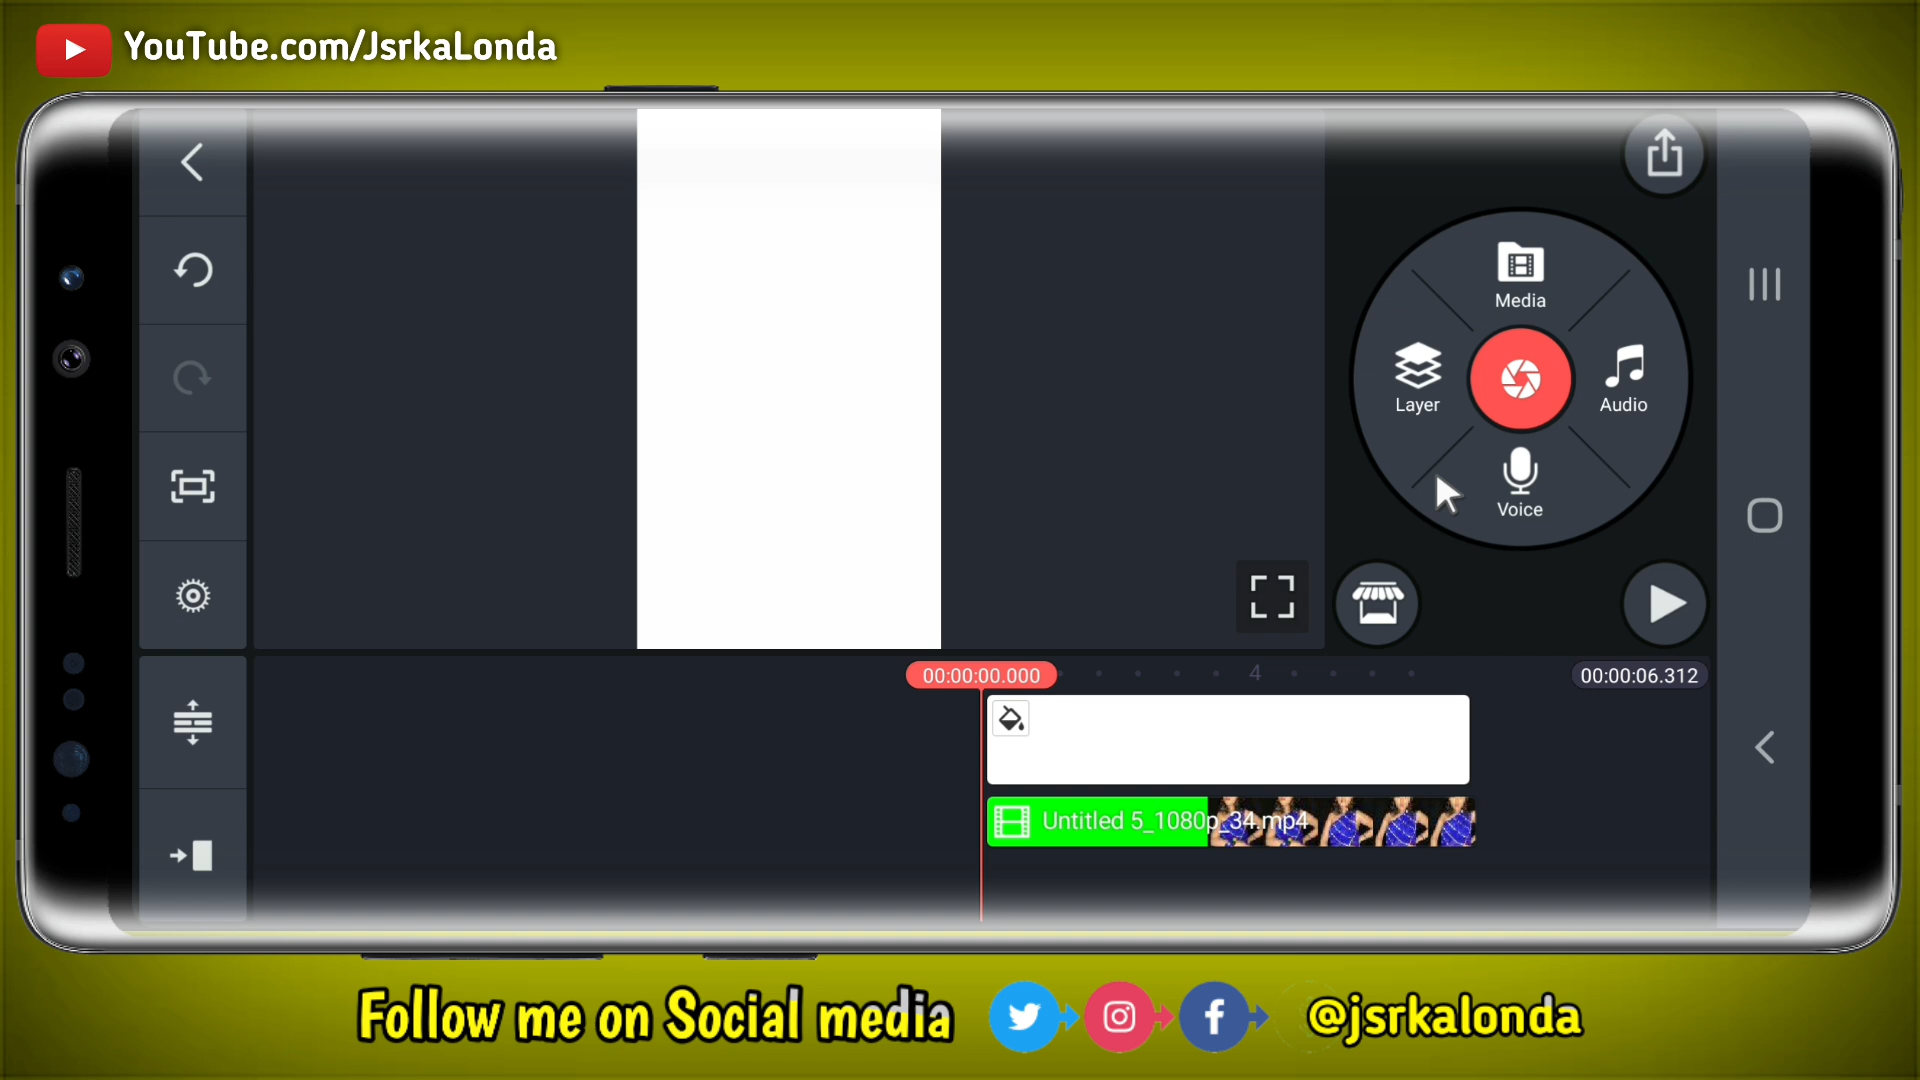 YouTube.com/JsrkaLonda
Media
Layer
Audio
Voice
00:00:00.000
4
00:00:06.312
Untitled 5_1080p_34.mp4
Follow me on Social media
@jsrkalonda